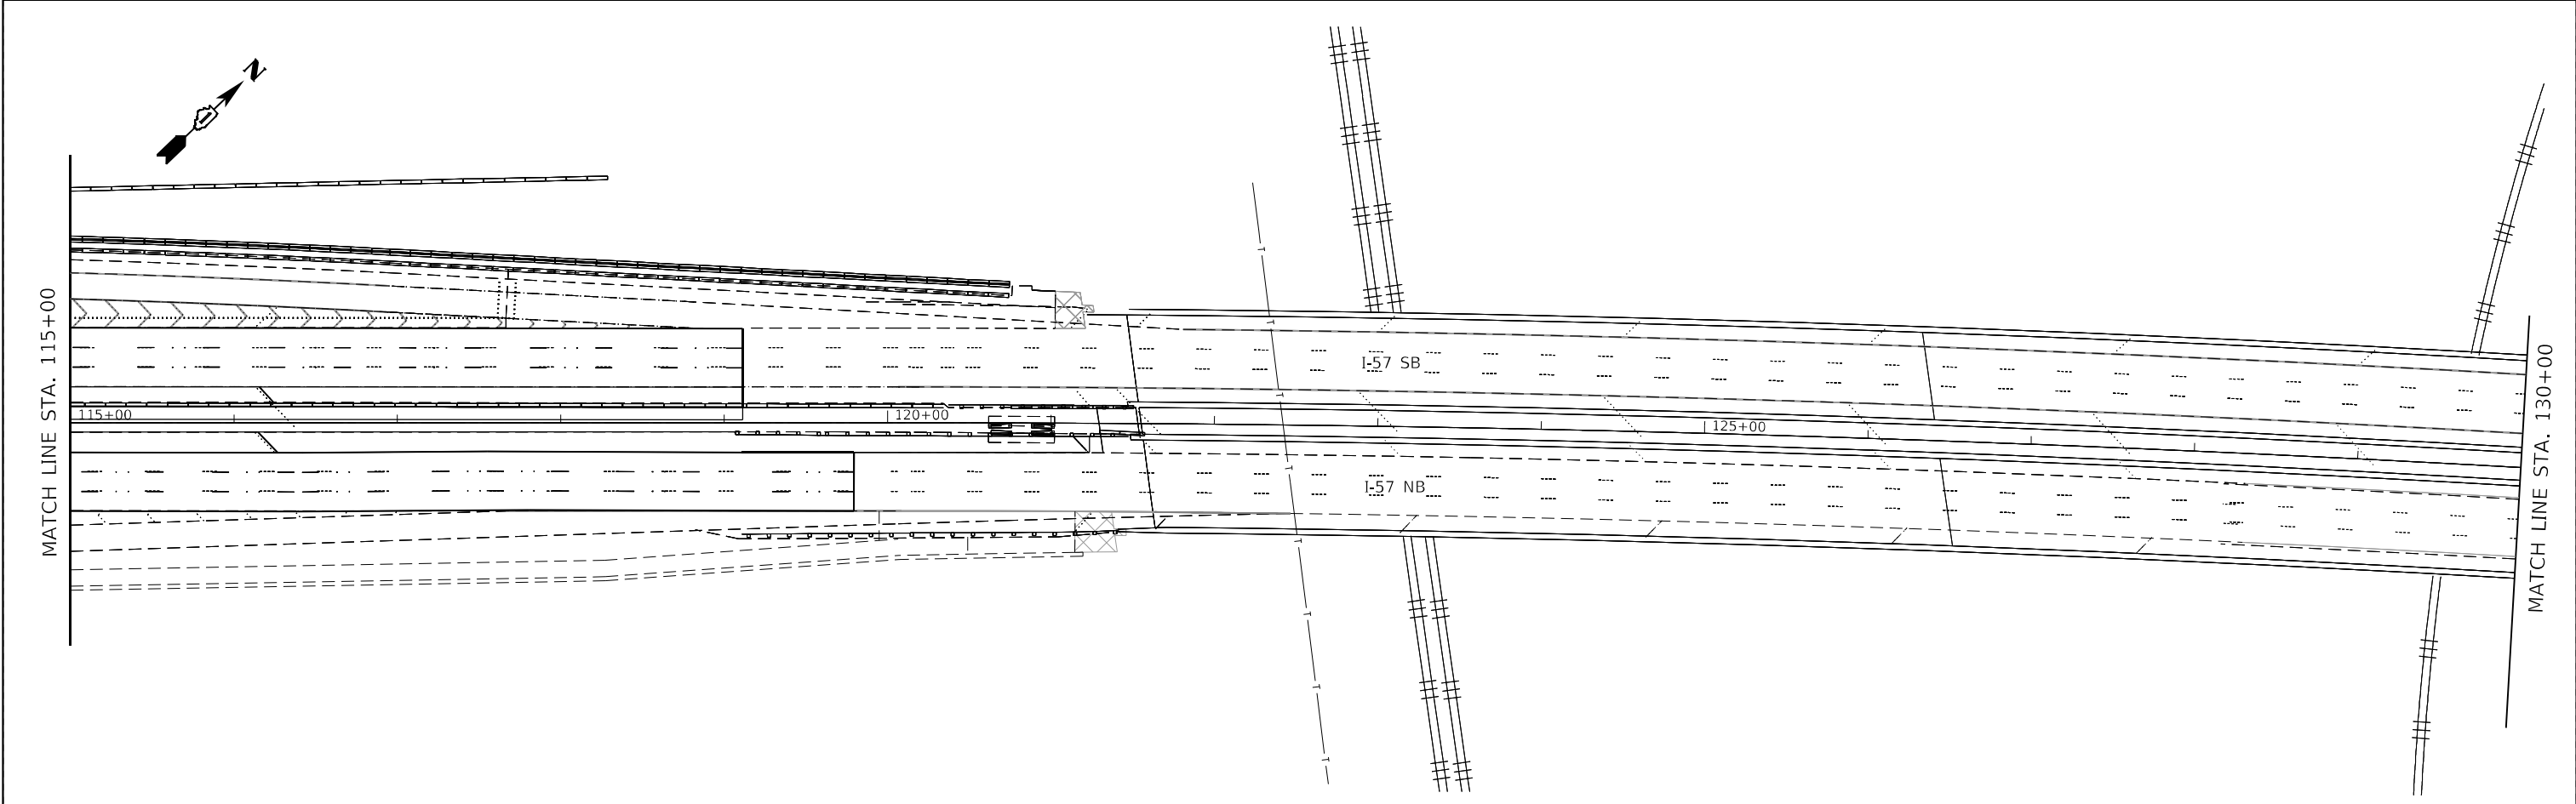 N
MATCH LINE STA. 115+00
115+00
120+00
I-57 SB
125+00
I-57 NB
MATCH LINE STA. 130+00
T
T
T
T
T
T
T